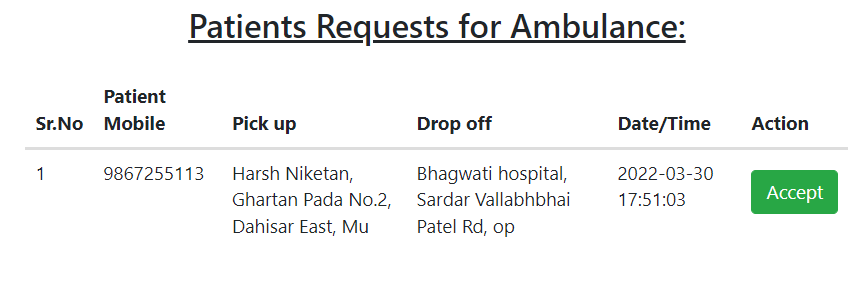 Patients Requests for Ambulance:
Patient
Sr.No Mobile Pick up Drop off Date/Time Action
1 9867255113 Harsh Niketan, Bhagwati hospital, 2022-03-30
Ghartan Pada No.2, Sardar Vallabhbhai 17:51:03 Accept
Dahisar East, Mu Patel Rd, op